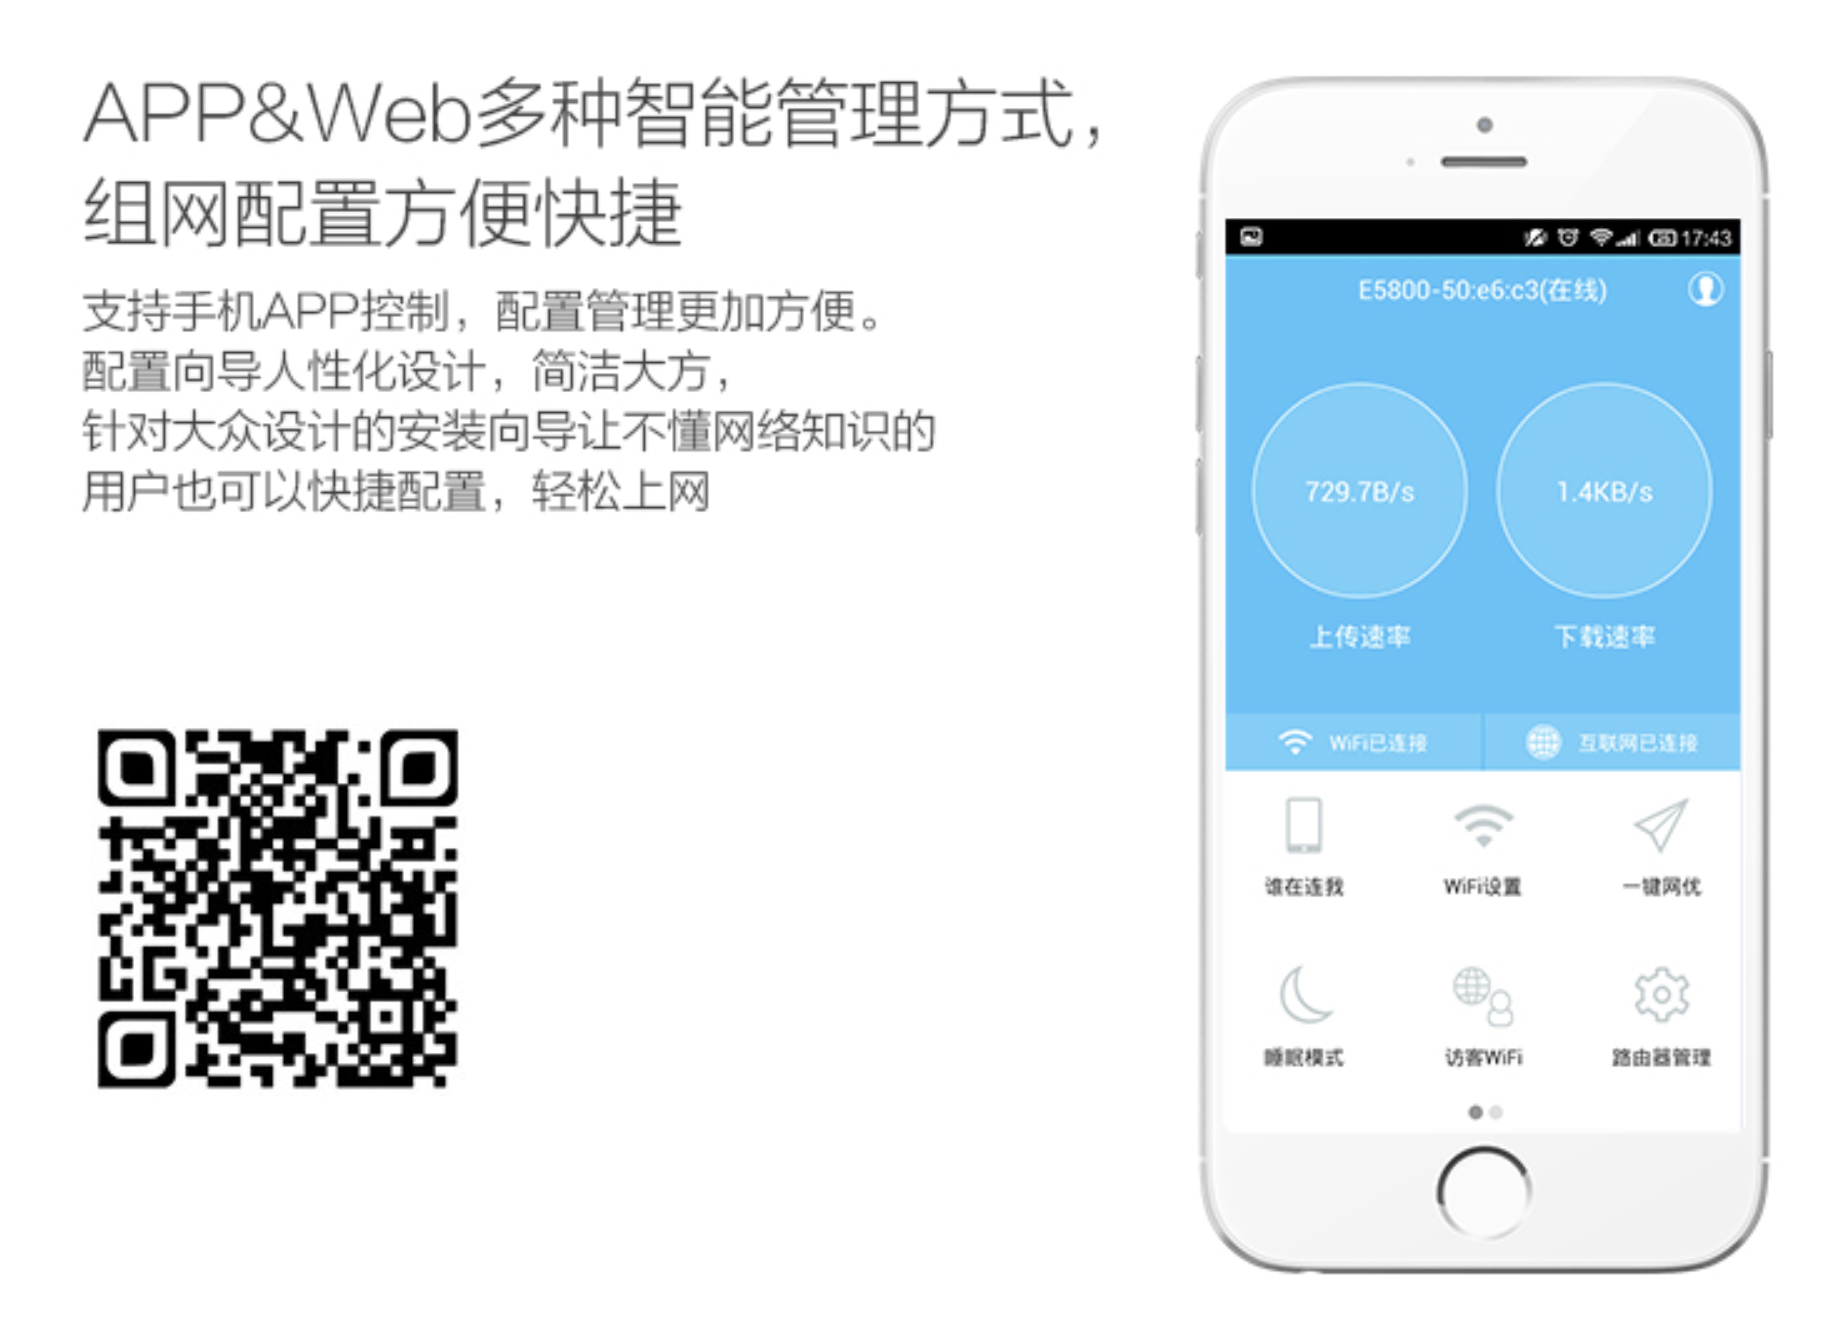 APP&Web多种智能管理方式，
组网配置方便快捷
支持手机APP控制，配置管理更加方便。
配置向导人性化设计，简洁大方，
针对大众设计的安装向导让不懂网络知识的
用户也可以快捷配置，轻松上网
17:43
E5800-50:e6:c3(在线)
729.7B/s 1.4KB/s
上传速率 下载速率
WiFi已连接 互联网已连接
谁在连我 WiFi设置 一键网优
睡眠模式 访客WiFi 路由器管理